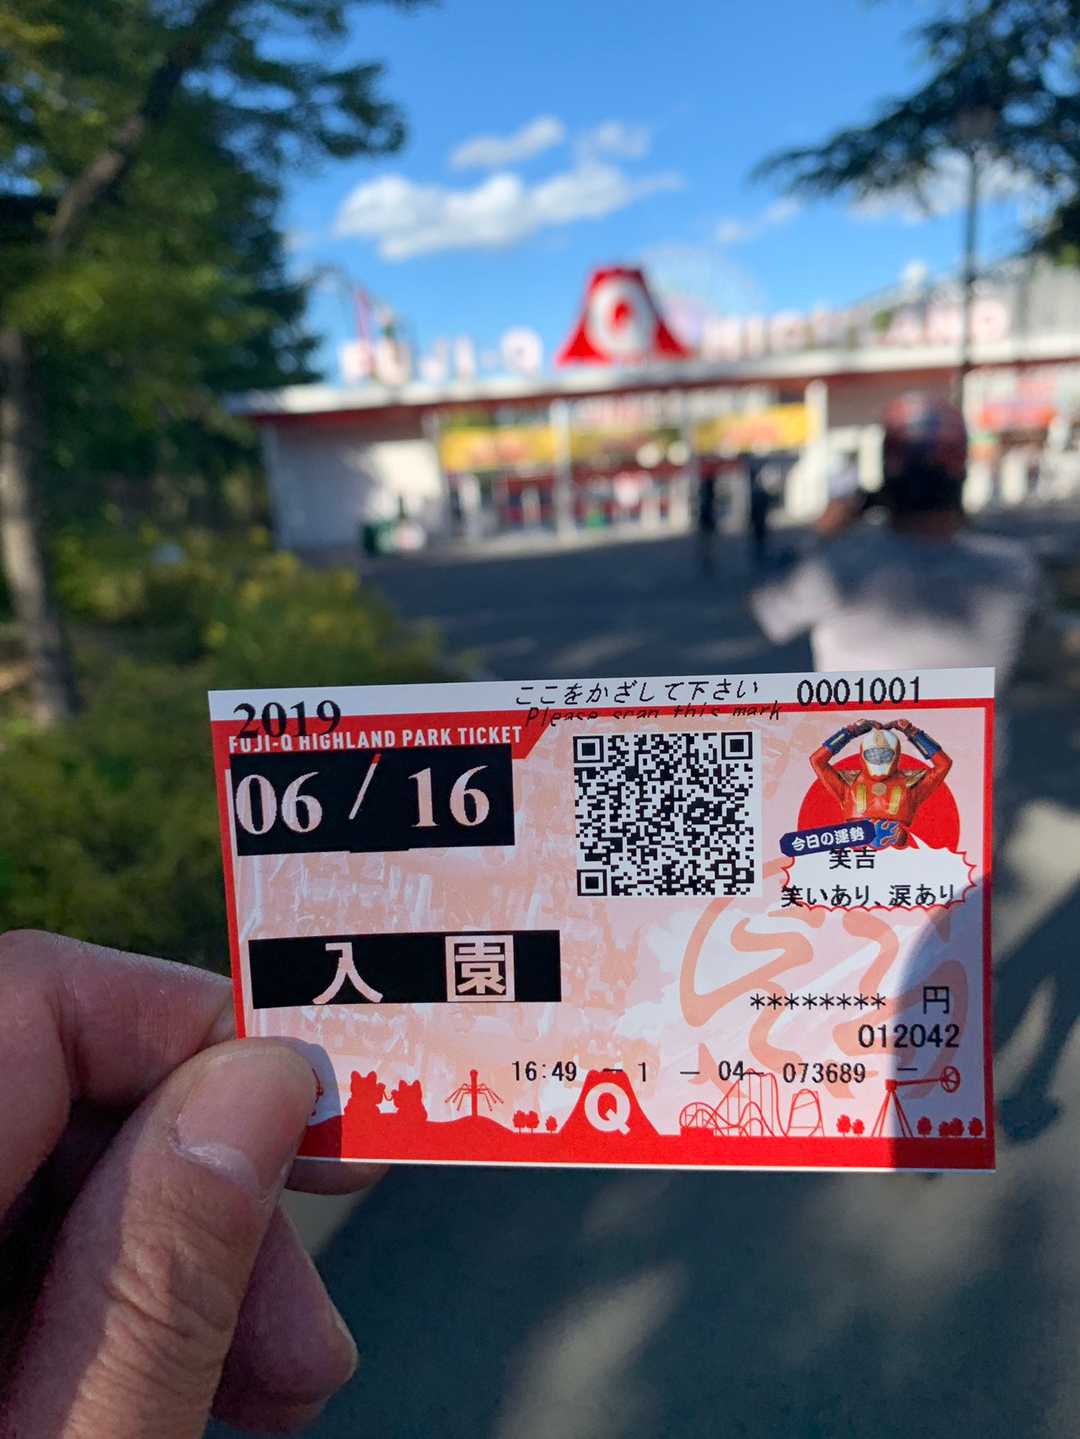 FUJI-Q Q HIGHLAND
ここをかざして下さい 0001001
Please scan this mark
2019
FUJI-Q HIGHLAND PARK TICKET
06 / 16
今日の運勢
笑吉
笑いあり、涙あり
入 園
******** 円
012042
16:49 - 1 - 04- 073689 -
Q